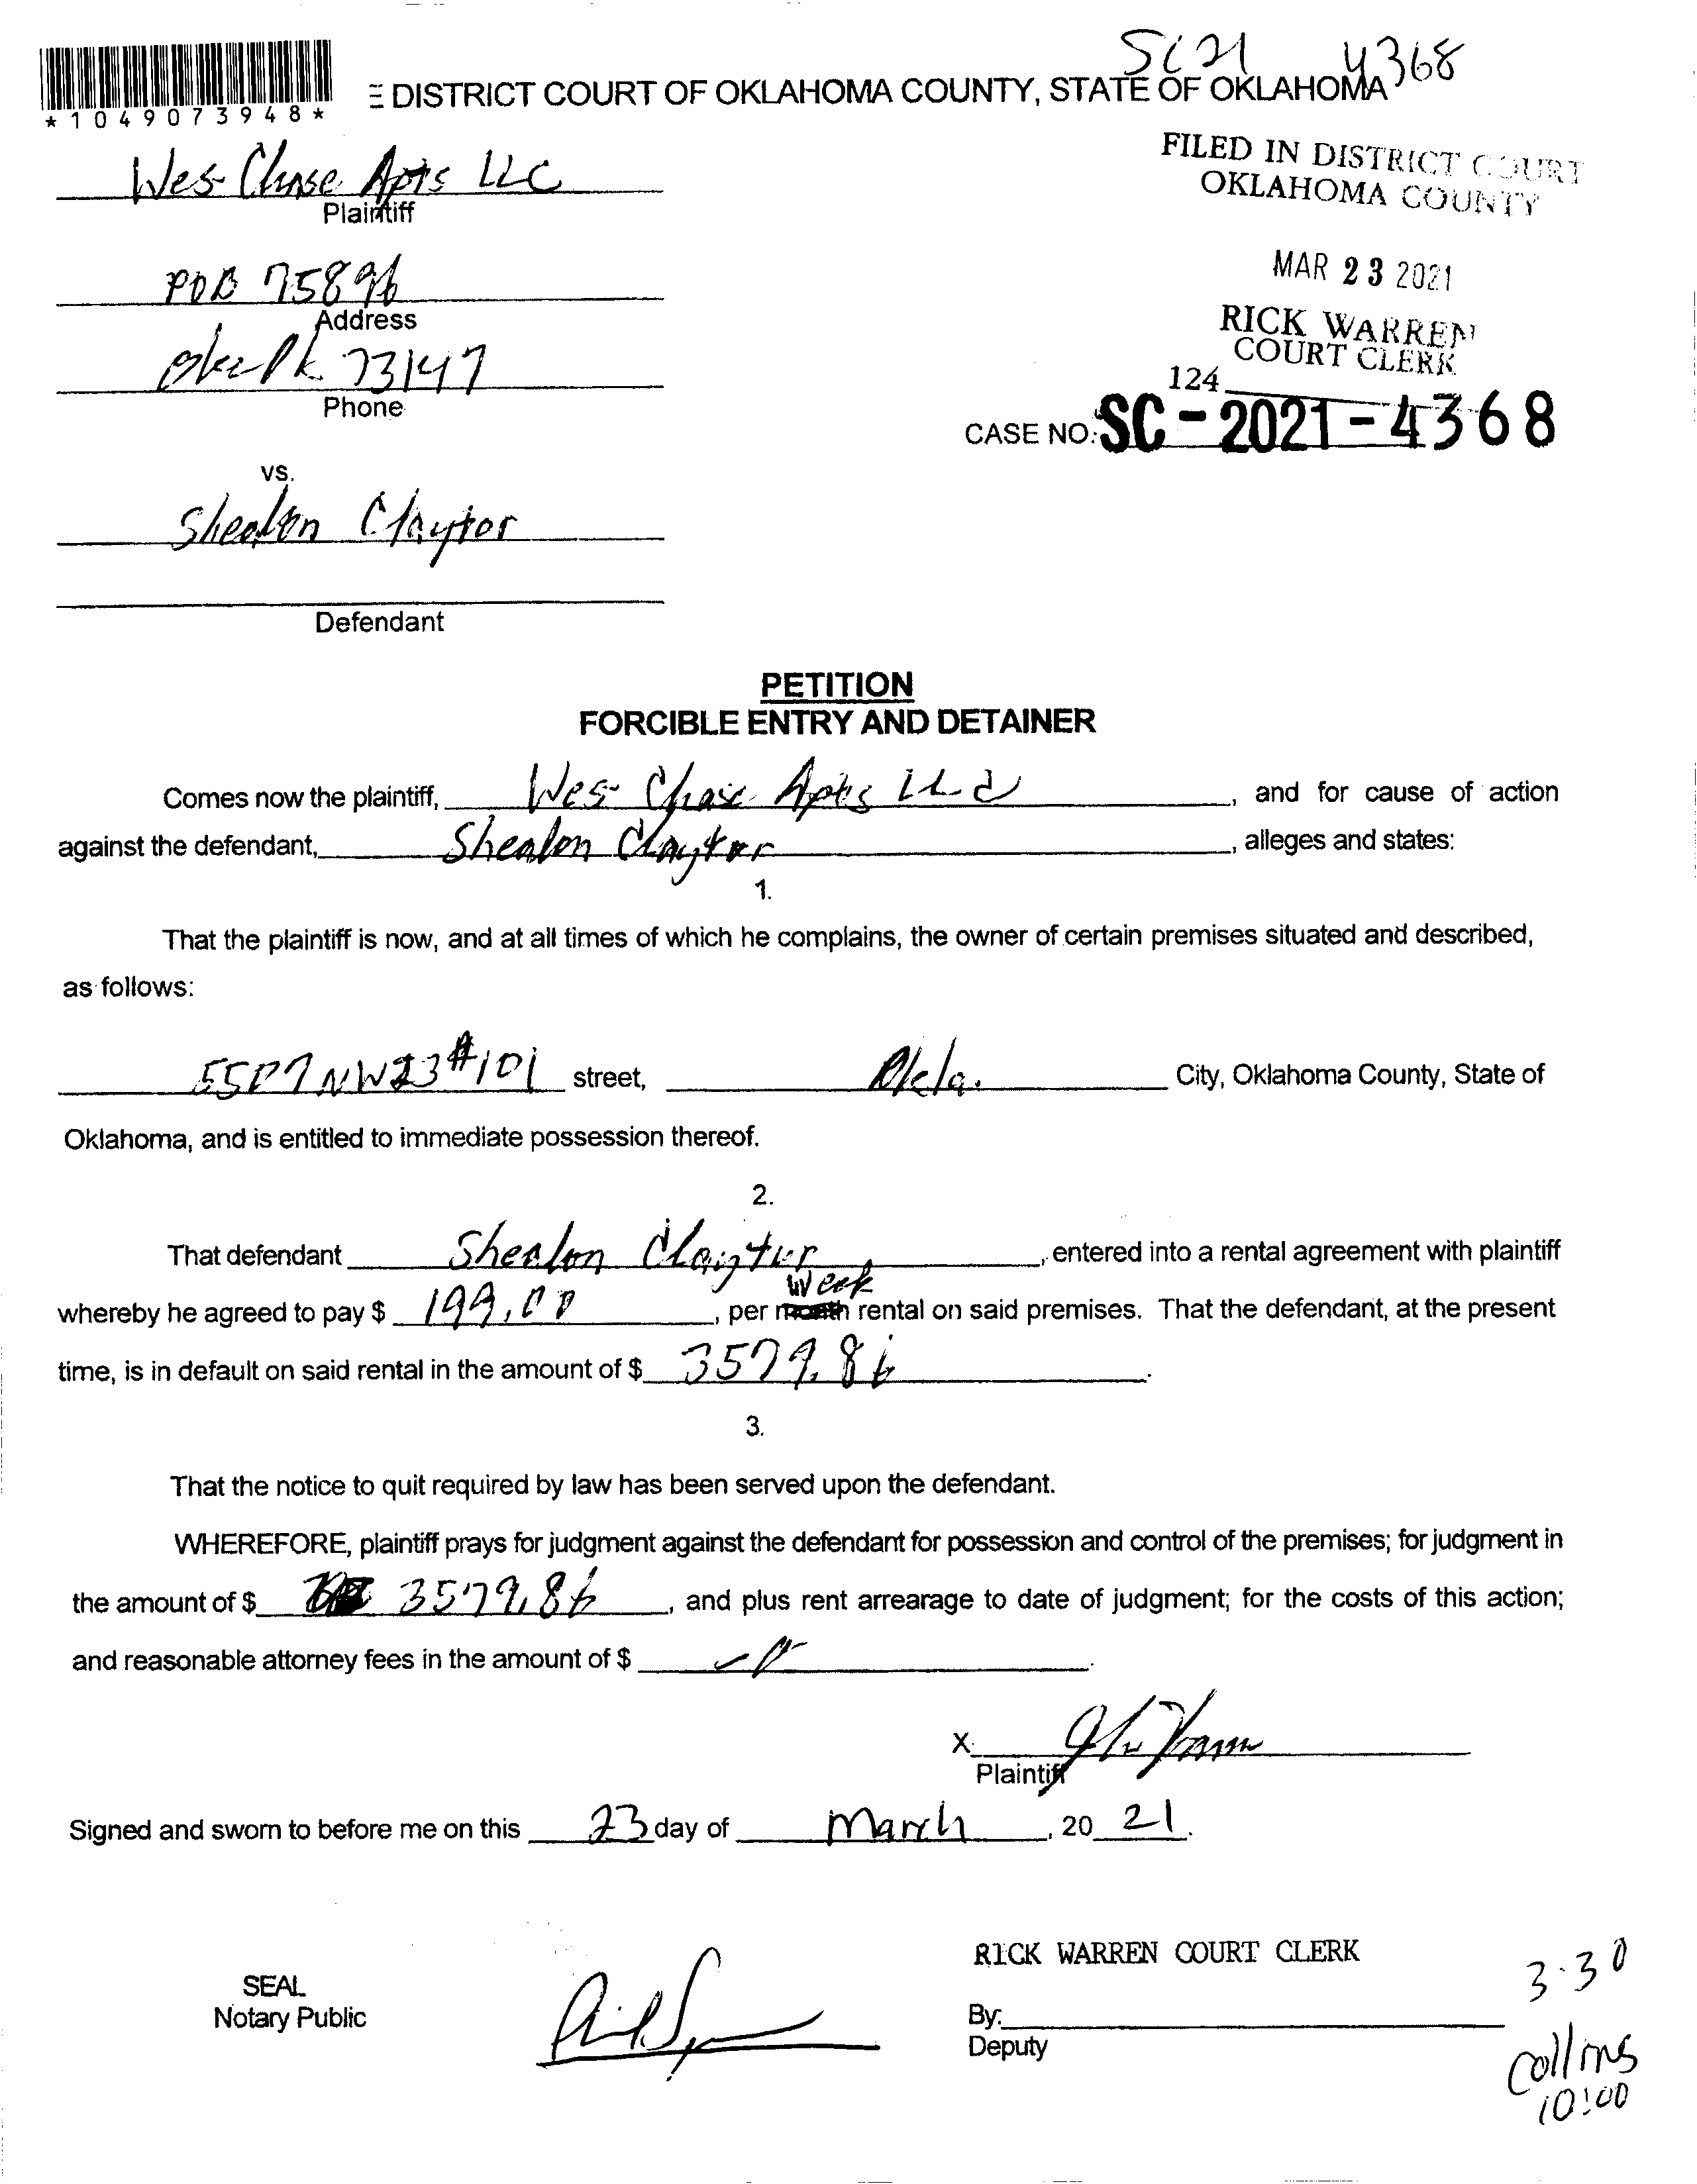 SC21 4368
*1049073948*
E DISTRICT COURT OF OKLAHOMA COUNTY, STATE OF OKLAHOMA
Wes Chase Apts LLC
Plaintiff
FILED IN DISTRICT COURT
OKLAHOMA COUNTY
MAR 23 2021
RICK WARREN
COURT CLERK
124
POB 75896
Address
73147
Phone
CASE NO: SC-2021-4368
vs.
Shealon Claytor
Defendant
PETITION
FORCIBLE ENTRY AND DETAINER
Comes now the plaintiff, Wes Chase Apts LLC, and for cause of action
against the defendant, Shealon Claytor, alleges and states:
1.
That the plaintiff is now, and at all times of which he complains, the owner of certain premises situated and described,
as follows:
5507 NW23 #101 street, Okla. City, Oklahoma County, State of
Oklahoma, and is entitled to immediate possession thereof.
2.
That defendant Shealon Claytor, entered into a rental agreement with plaintiff
whereby he agreed to pay $ 199.00, per month week rental on said premises. That the defendant, at the present
time, is in default on said rental in the amount of $ 3579.86.
3.
That the notice to quit required by law has been served upon the defendant.
WHEREFORE, plaintiff prays for judgment against the defendant for possession and control of the premises; for judgment in
the amount of $ 3579.86, and plus rent arrearage to date of judgment; for the costs of this action;
and reasonable attorney fees in the amount of $
X
Plaintiff
Signed and sworn to before me on this 23 day of March, 20 21.
RICK WARREN COURT CLERK
SEAL
Notary Public
By:
Deputy
3-30
Collins
10:00